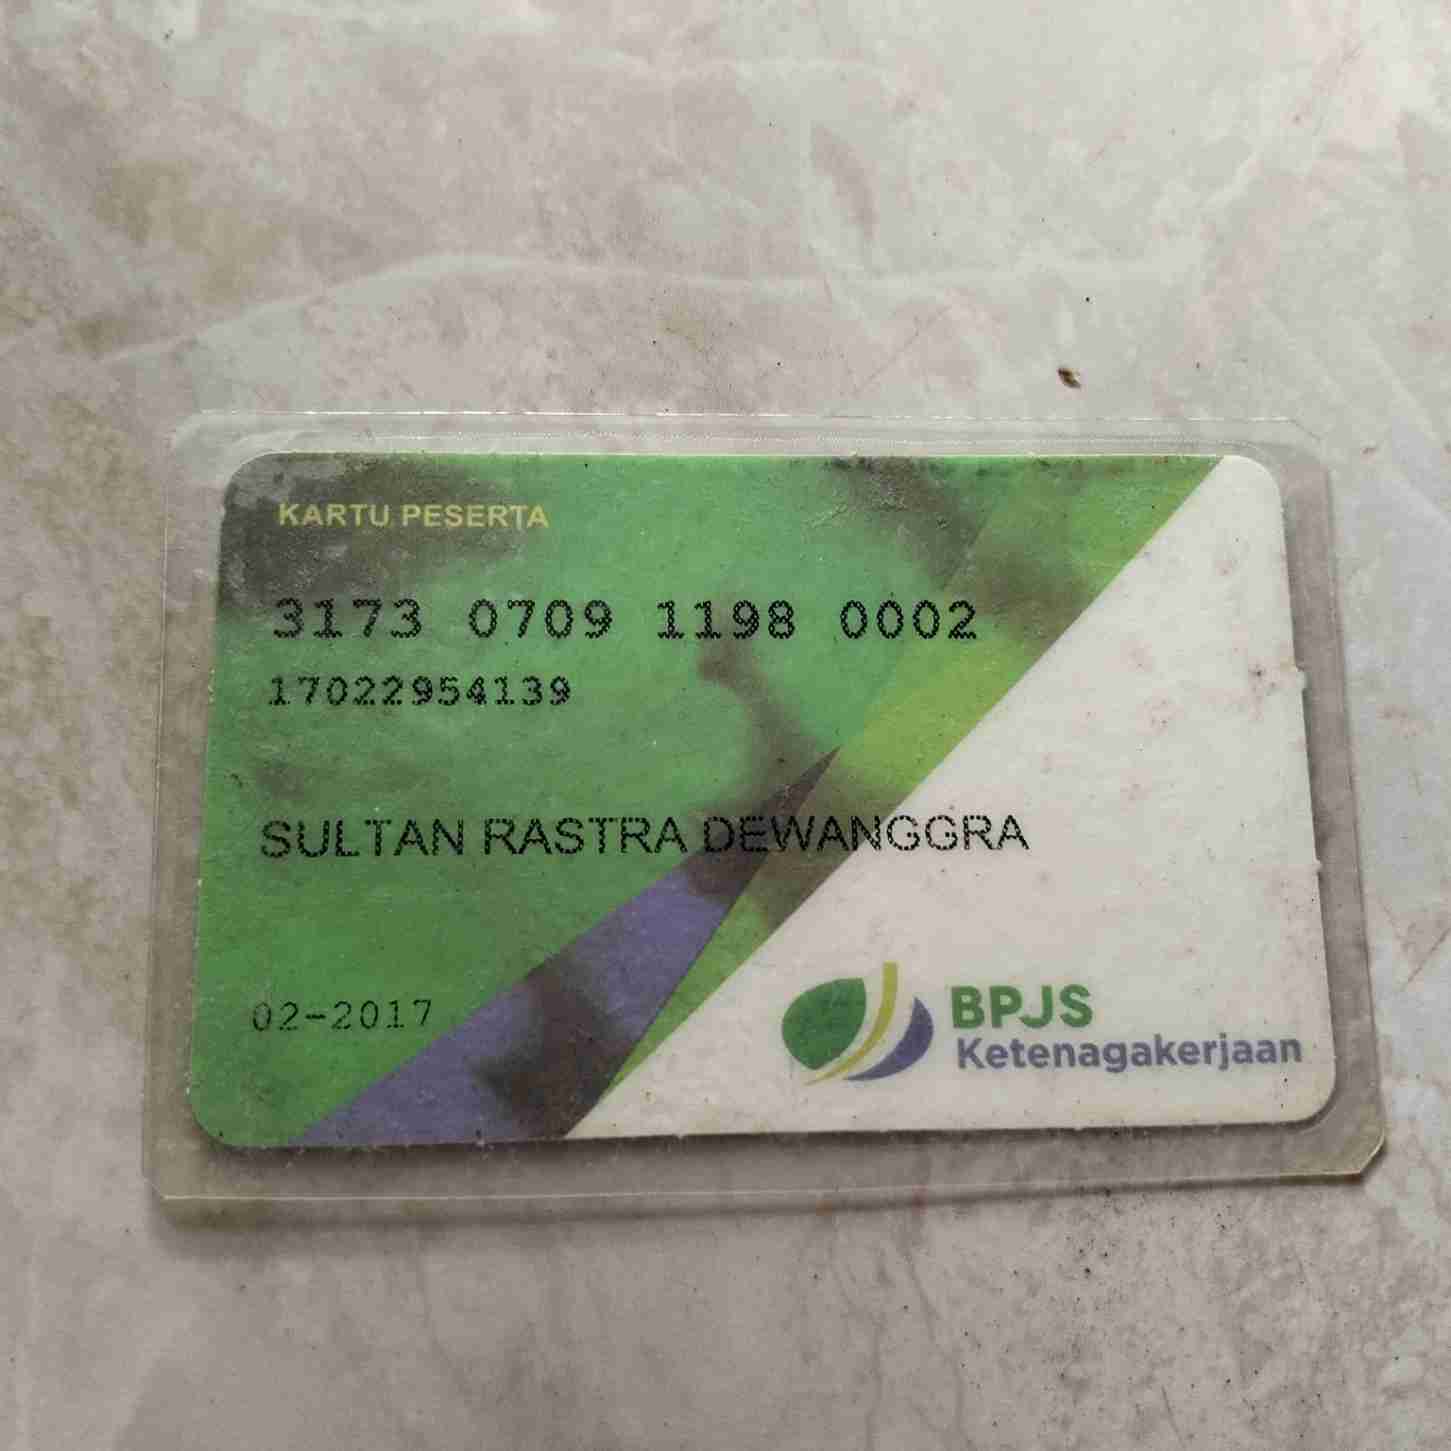 KARTU PESERTA
3173 0709 1198 0002
17022954139
SULTAN RASTRA DEWANGGRA
02-2017
BPJS
Ketenagakerjaan